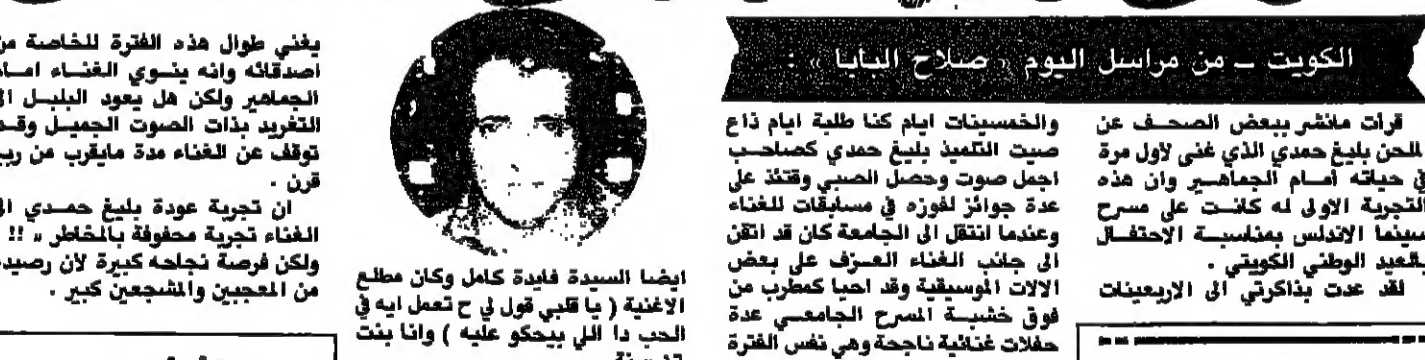 الكويت – من مراسل اليوم « صلاح البابا » :
قرأت مانشر ببعض الصحف عن
الملحن بليغ حمدي الذي غنى لاول مرة
في حياته أمام الجماهير وان هذه
التجربة الاولى له كانت على مسرح
سينما الاندلس بمناسبة الاحتفال
بالعيد الوطني الكويتي .
لقد عدت بذاكرتي الى الاربعينات
والخمسينات ايام كنا طلبة ايام ذاع
صيت التلميذ بليغ حمدي كصاحب
اجمل صوت وحصل الصبي وقتئذ على
عدة جوائز لفوزه في مسابقات للغناء
وعندما انتقل الى الجامعة كان قد اتقن
الى جانب الغناء العزف على بعض
الالات الموسيقية وقد احيا كمطرب من
فوق خشبة المسرح الجامعي عدة
حفلات غنائية ناجحة وهي نفس الفترة
ايضا السيدة فايدة كامل وكان مطلع
الاغنية ( يا قلبي قول لي ح تعمل ايه في
الحب دا اللي بيحكو عليه ) وانا بنت
يغني طوال هذه الفترة للخاصة من
اصدقائه وانه ينوي الغناء امام
الجماهير ولكن هل يعود البلبل الى
التغريد بذات الصوت الجميل وقد
توقف عن الغناء مدة مايقرب من ربع
قرن .
ان تجربة عودة بليغ حمدي الى
الغناء تجربة محفوفة بالمخاطر » !!
ولكن فرصة نجاحه كبيرة لان رصيده
من المعجبين والمشجعين كبير .